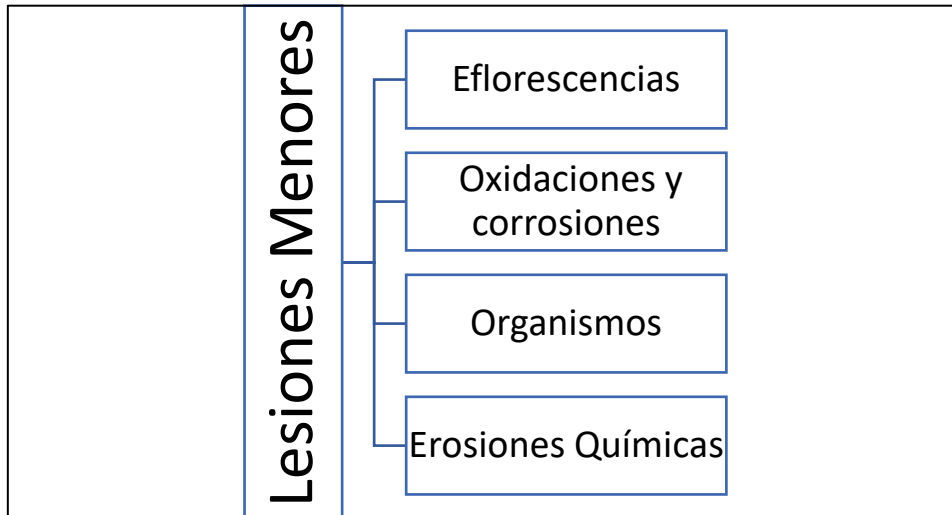 Lesiones Menores
Eflorescencias
Oxidaciones y
corrosiones
Organismos
Erosiones Químicas